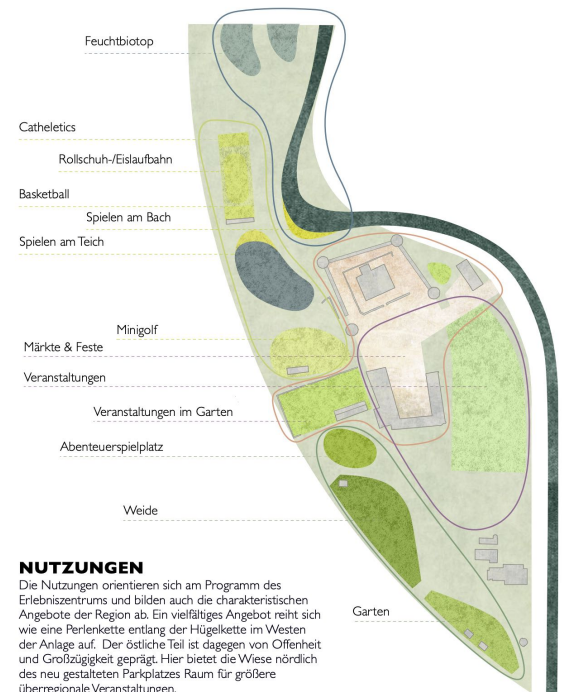 Feuchtbiotop
Catheletics
Rollschuh-/Eislaufbahn
Basketball
Spielen am Bach
Spielen am Teich
Minigolf
Märkte & Feste
Veranstaltungen
Veranstaltungen im Garten
Abenteuerspielplatz
Weide
Garten
NUTZUNGEN
Die Nutzungen orientieren sich am Programm des
Erlebniszentrums und bilden auch die charakteristischen
Angebote der Region ab. Ein vielfältiges Angebot reiht sich
wie eine Perlenkette entlang der Hügelkette im Westen
der Anlage auf. Der östliche Teil ist dagegen von Offenheit
und Großzügigkeit geprägt. Hier bietet die Wiese nördlich
des neu gestalteten Parkplatzes Raum für größere
überregionale Veranstaltungen.